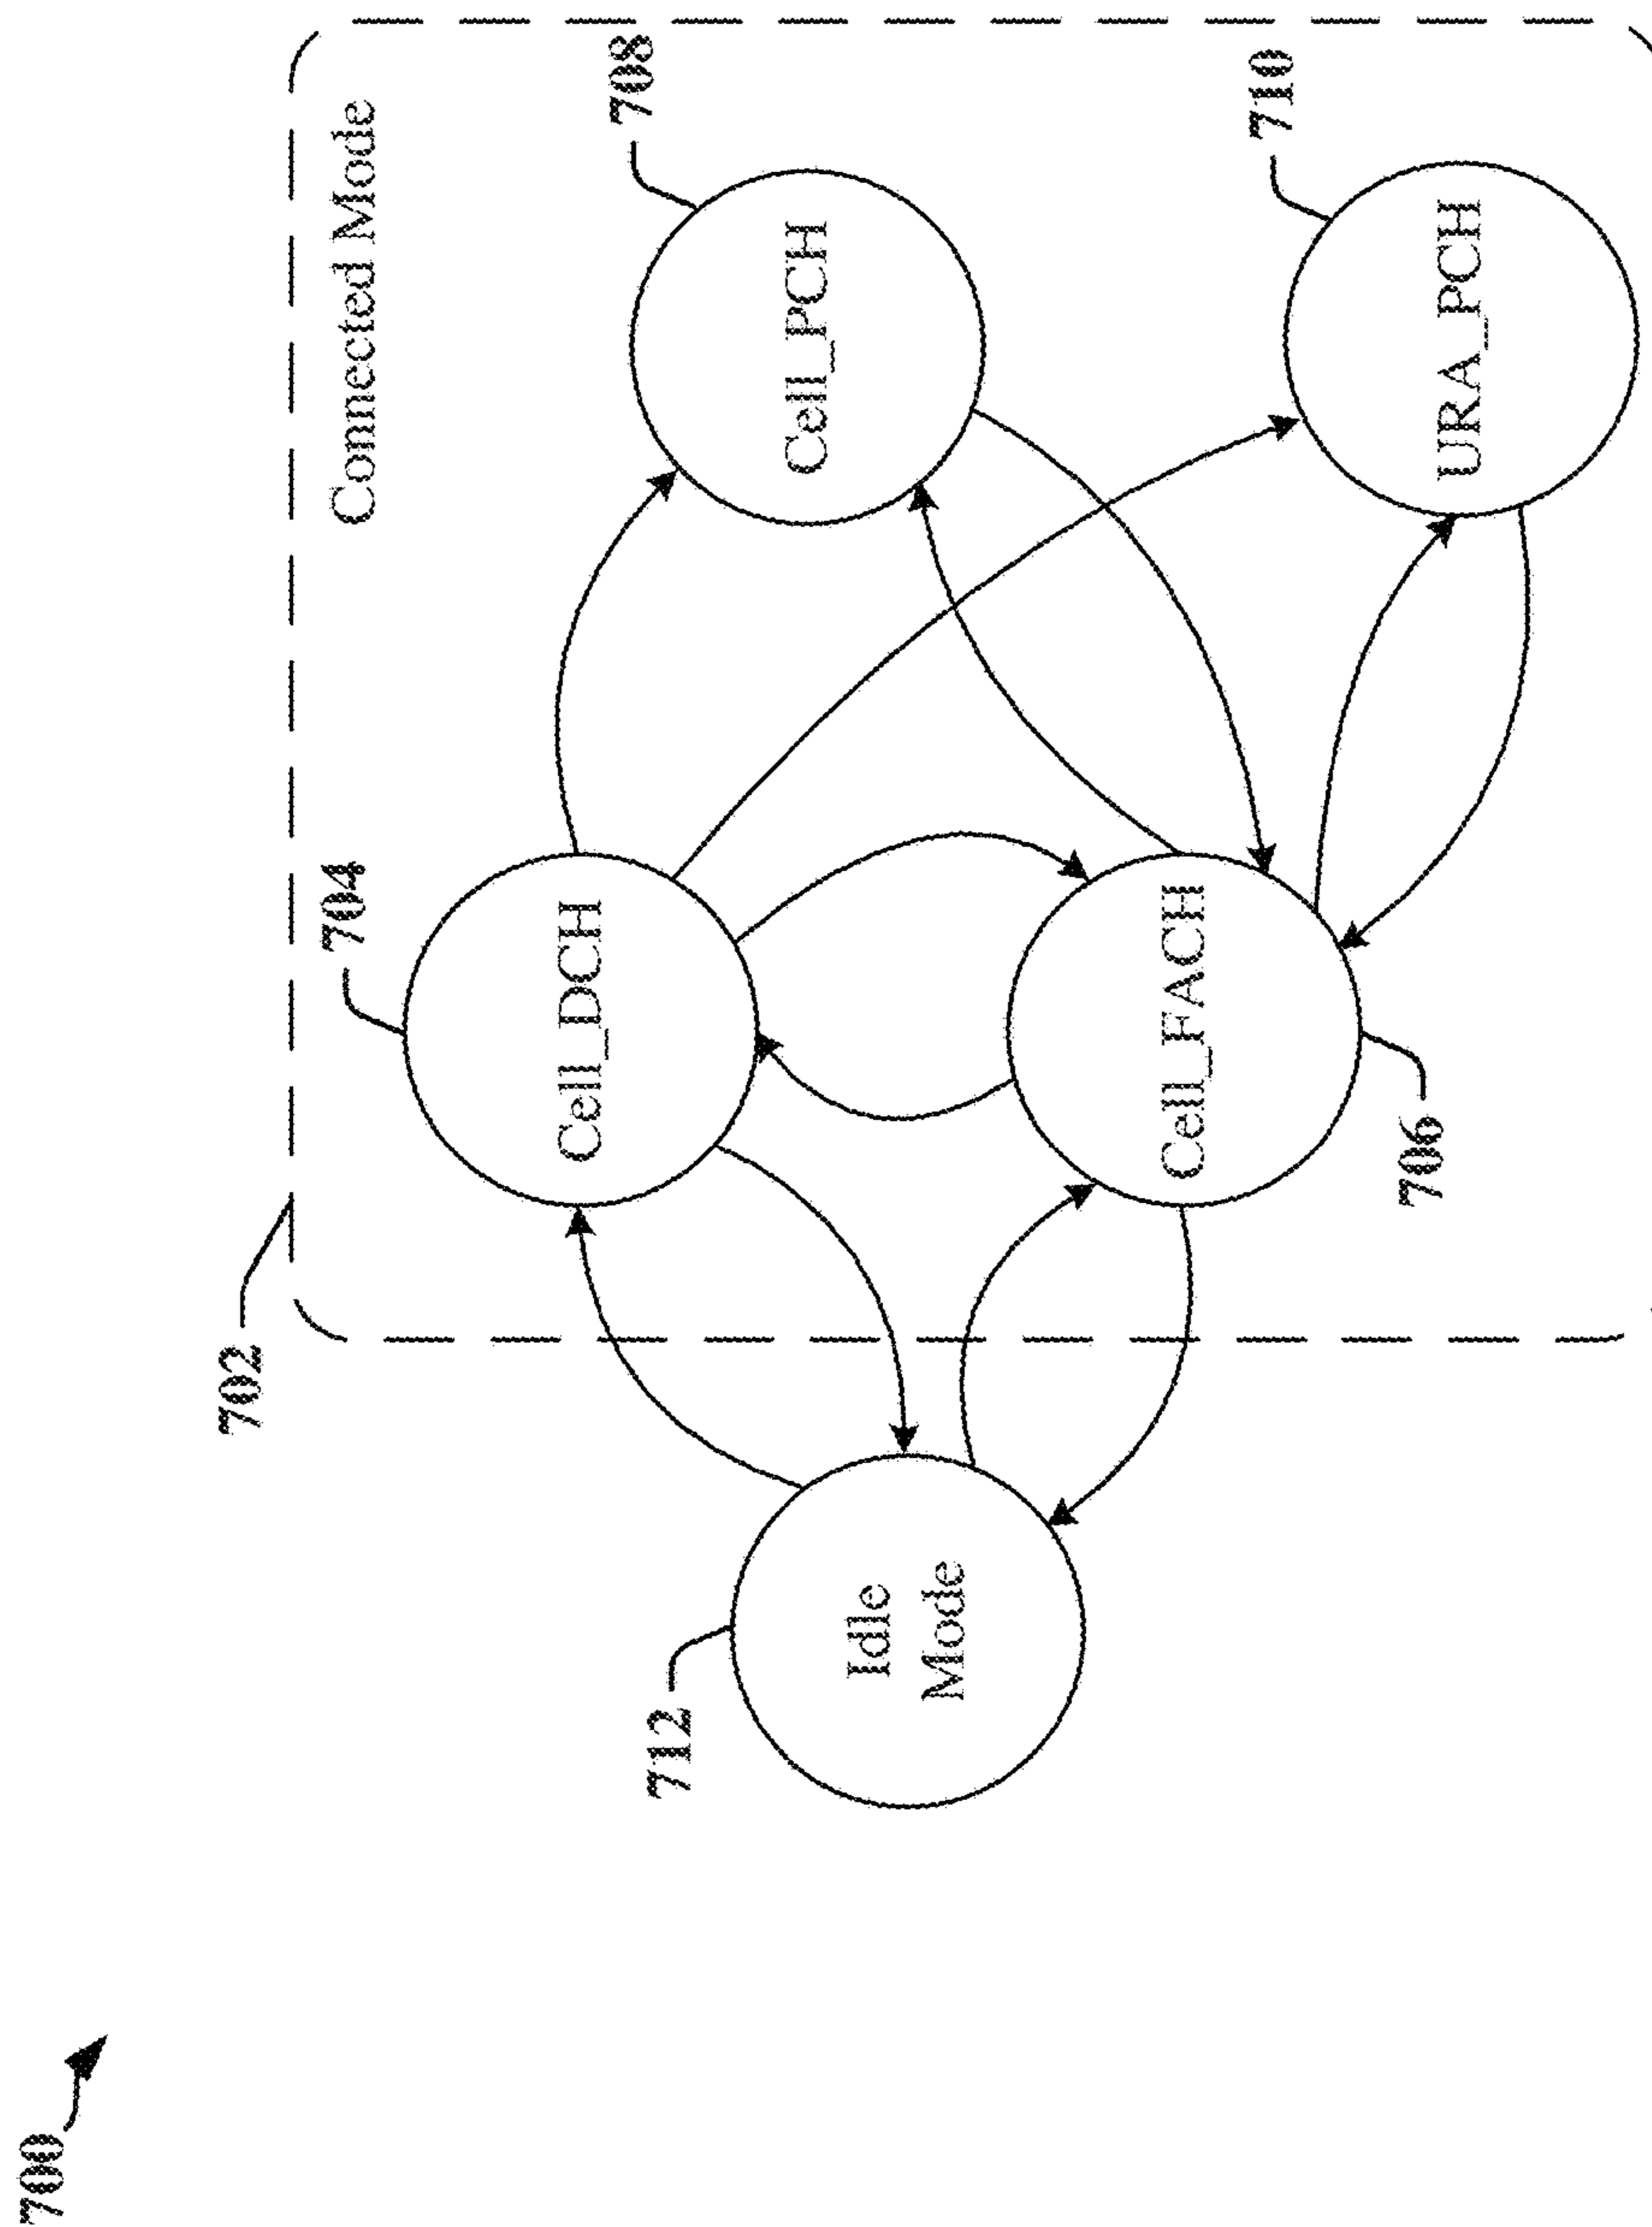 700
702
Connected Mode
704
Cell_DCH
708
Cell_PCH
712
Idle
Mode
Cell_FACH
706
710
URA_PCH